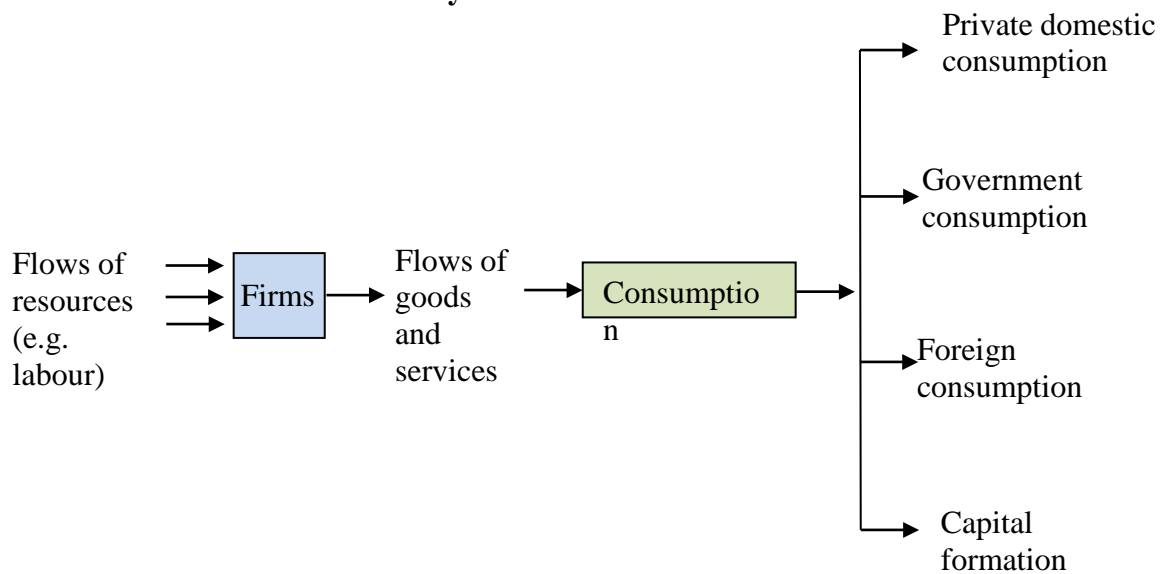 y
Private domestic
consumption
Government
consumption
Flows of
resources
(e.g.
labour)
Firms
Flows of
goods
and
services
Consumptio
n
Foreign
consumption
Capital
formation